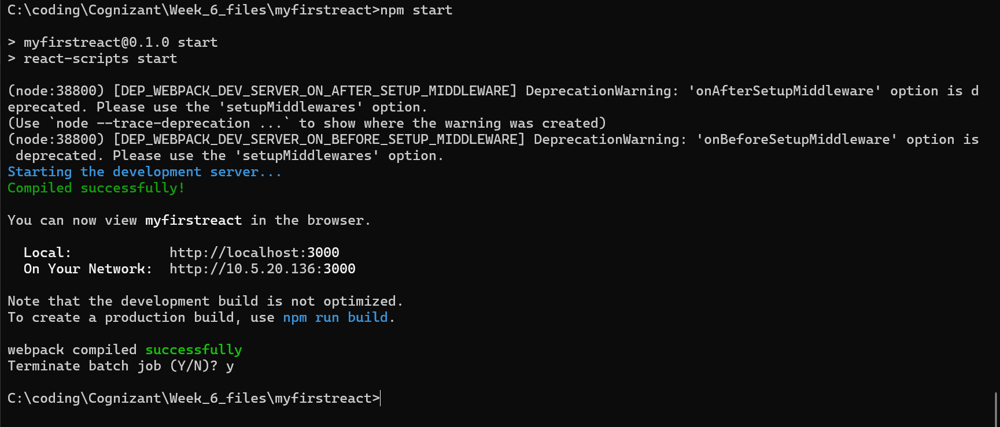 C:\coding\Cognizant\Week_6_files\myfirstreact>npm start
> myfirstreact@0.1.0 start
> react-scripts start
(node:38800) [DEP_WEBPACK_DEV_SERVER_ON_AFTER_SETUP_MIDDLEWARE] DeprecationWarning: 'onAfterSetupMiddleware' option is d
eprecated. Please use the 'setupMiddlewares' option.
(Use `node --trace-deprecation ...` to show where the warning was created)
(node:38800) [DEP_WEBPACK_DEV_SERVER_ON_BEFORE_SETUP_MIDDLEWARE] DeprecationWarning: 'onBeforeSetupMiddleware' option is
 deprecated. Please use the 'setupMiddlewares' option.
Starting the development server...
Compiled successfully!
You can now view myfirstreact in the browser.
  Local:            http://localhost:3000
  On Your Network:  http://10.5.20.136:3000
Note that the development build is not optimized.
To create a production build, use npm run build.
webpack compiled successfully
Terminate batch job (Y/N)? y
C:\coding\Cognizant\Week_6_files\myfirstreact>